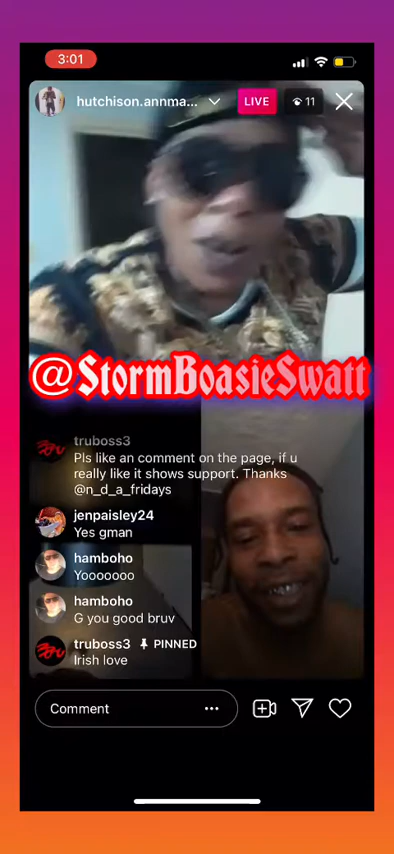 3:01
hutchison.annma...
LIVE
11
@StormBoasieSwatt
truboss3
Pls like an comment on the page, if u
really like it shows support. Thanks
@n_d_a_fridays
jenpaisley24
Yes gman
hamboho
Yooooooo
hamboho
G you good bruv
truboss3 PINNED
Irish love
Comment